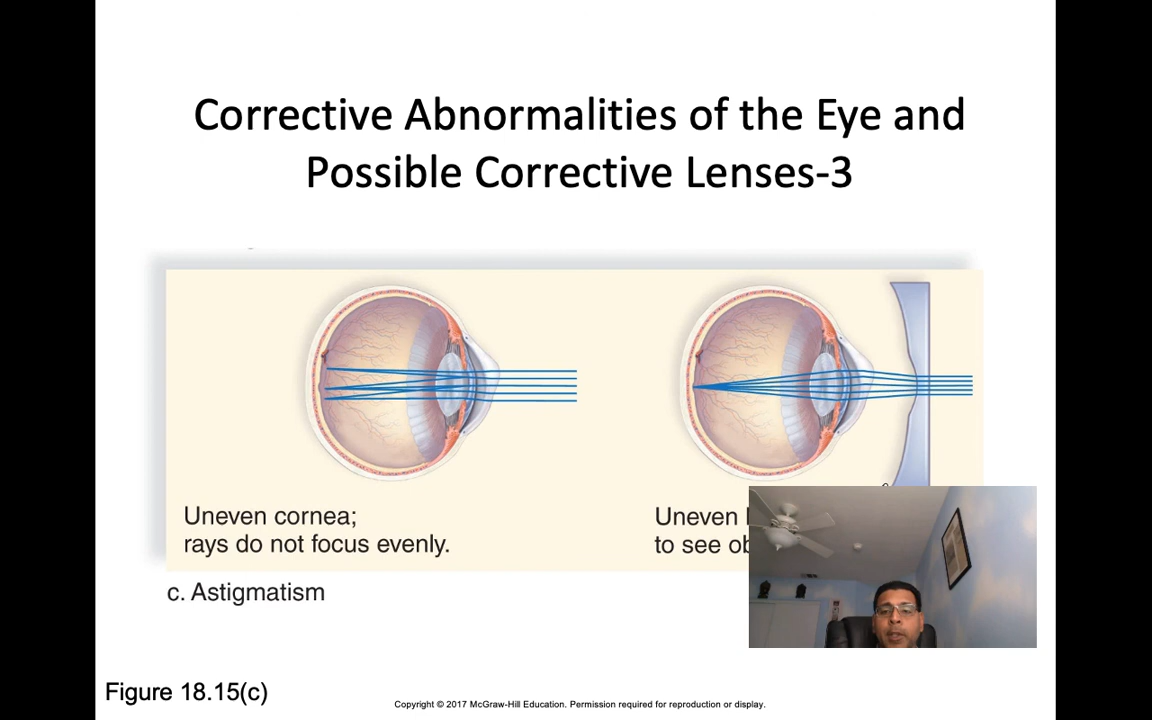 Corrective Abnormalities of the Eye and
Possible Corrective Lenses-3
Uneven cornea;
rays do not focus evenly.
Uneven
to see
c. Astigmatism
Figure 18.15(c)
Copyright © 2017 McGraw-Hill Education. Permission required for reproduction or display.